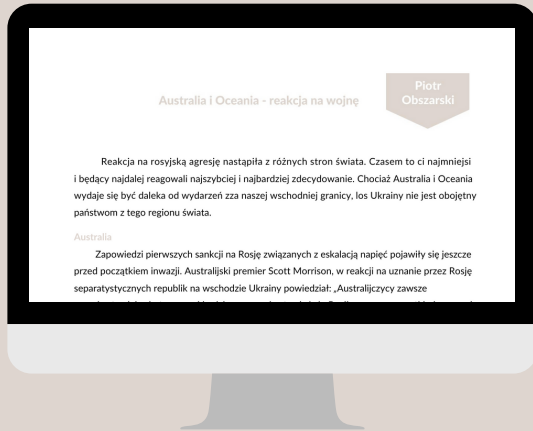 Piotr
Obszarski
Australia i Oceania - reakcja na wojnę
Reakcja na rosyjską agresję nastąpiła z różnych stron świata. Czasem to ci najmniejsi
i będący najdalej reagowali najszybciej i najbardziej zdecydowanie. Chociaż Australia i Oceania
wydaje się być daleka od wydarzeń zza naszej wschodniej granicy, los Ukrainy nie jest obojętny
państwom z tego regionu świata.
Australia
Zapowiedzi pierwszych sankcji na Rosję związanych z eskalacją napięć pojawiły się jeszcze
przed początkiem inwazji. Australijski premier Scott Morrison, w reakcji na uznanie przez Rosję
separatystycznych republik na wschodzie Ukrainy powiedział: „Australijczycy zawsze